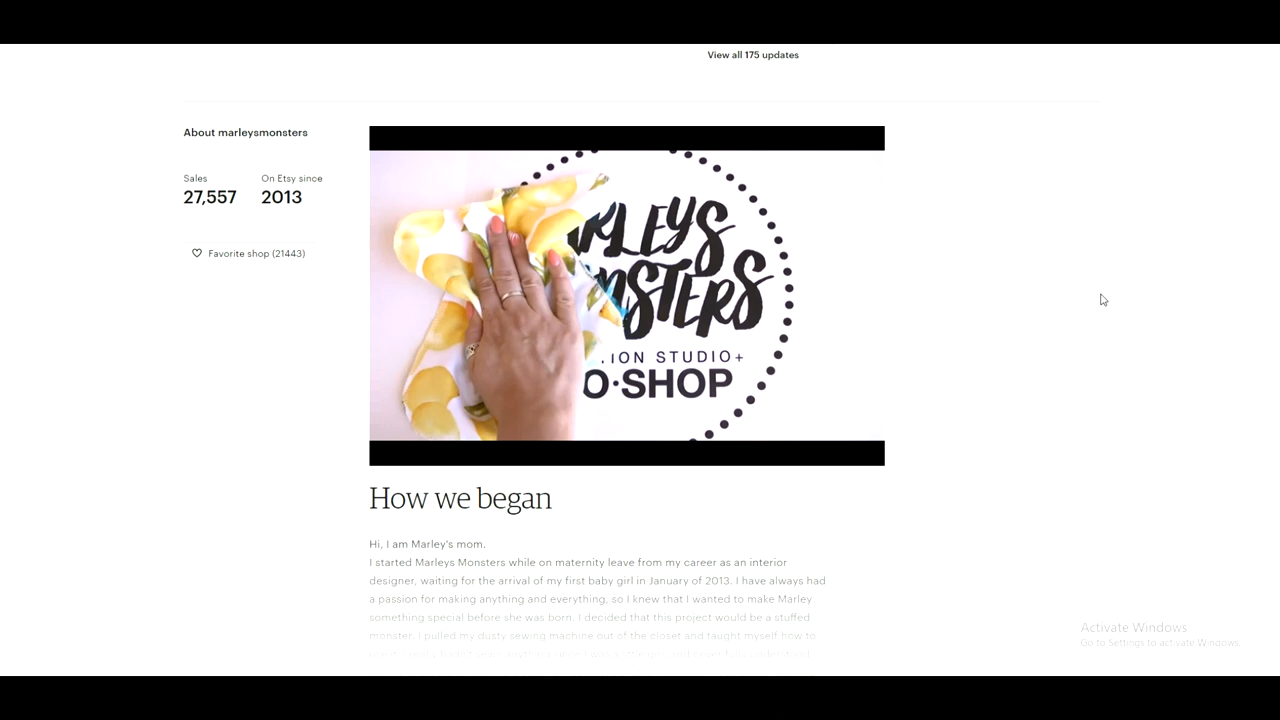 View all 175 updates
About marleysmonsters
Sales
On Etsy since
27,557
2013
Favorite shop (21443)
RLEYS
STERS
ION STUDIO+
O·SHOP
How we began
Hi, I am Marley's mom.
I started Marleys Monsters while on maternity leave from my career as an interior
designer, waiting for the arrival of my first baby girl in January of 2013. I have always had
a passion for making anything and everything, so I knew that I wanted to make Marley
something special before she was born. I decided that this project would be a stuffed
monster. I pulled my dusty sewing machine out of the closet and taught myself how to
Activate Windows
Go to Settings to activate Windows.